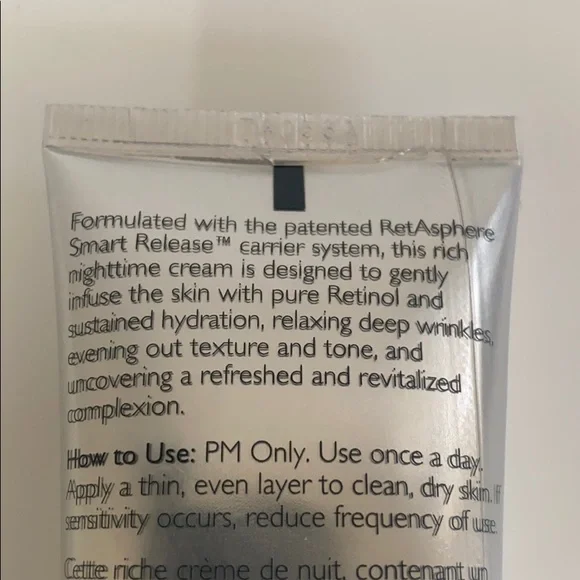 Formulated with the patented RetAsphere
Smart Release™ carrier system, this rich
nighttime cream is designed to gently
infuse the skin with pure Retinol and
sustained hydration, relaxing deep wrinkles,
evening out texture and tone, and
uncovering a refreshed and revitalized
complexion.
How to Use: PM Only. Use once a day.
Apply a thin, even layer to clean, dry skin. If
sensitivity occurs, reduce frequency of use.
Cette riche crème de nuit, contenant un